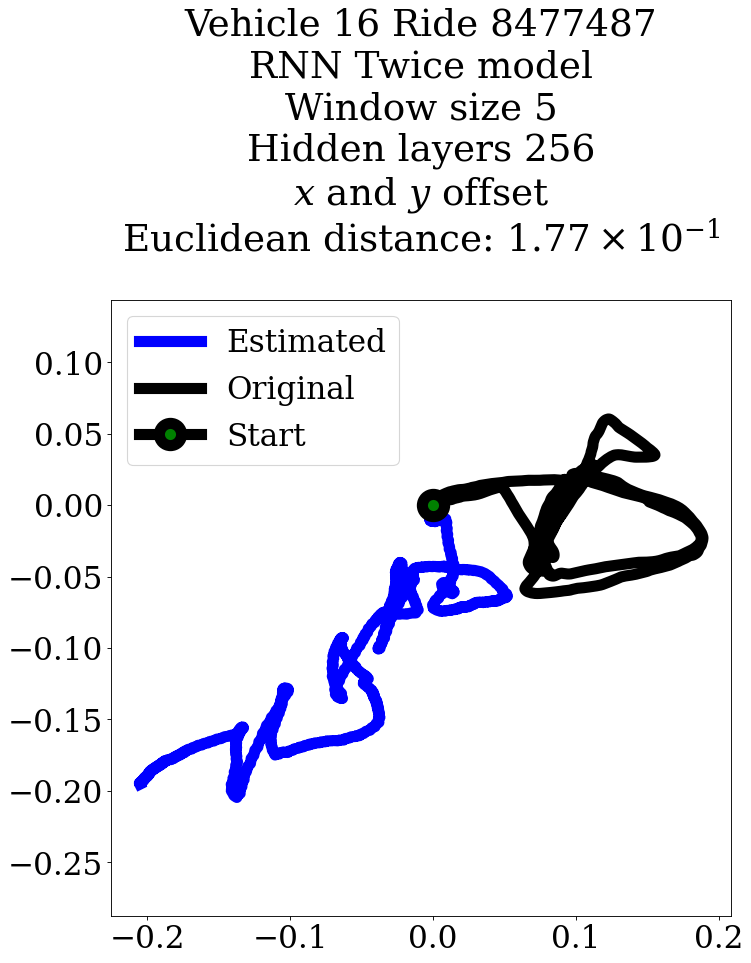 Vehicle 16 Ride 8477487
RNN Twice model
Window size 5
Hidden layers 256
x and y offset
Euclidean distance: 1.77 × 10⁻¹
Estimated
Original
Start
0.10
0.05
0.00
−0.05
−0.10
−0.15
−0.20
−0.25
−0.2 −0.1 0.0 0.1 0.2